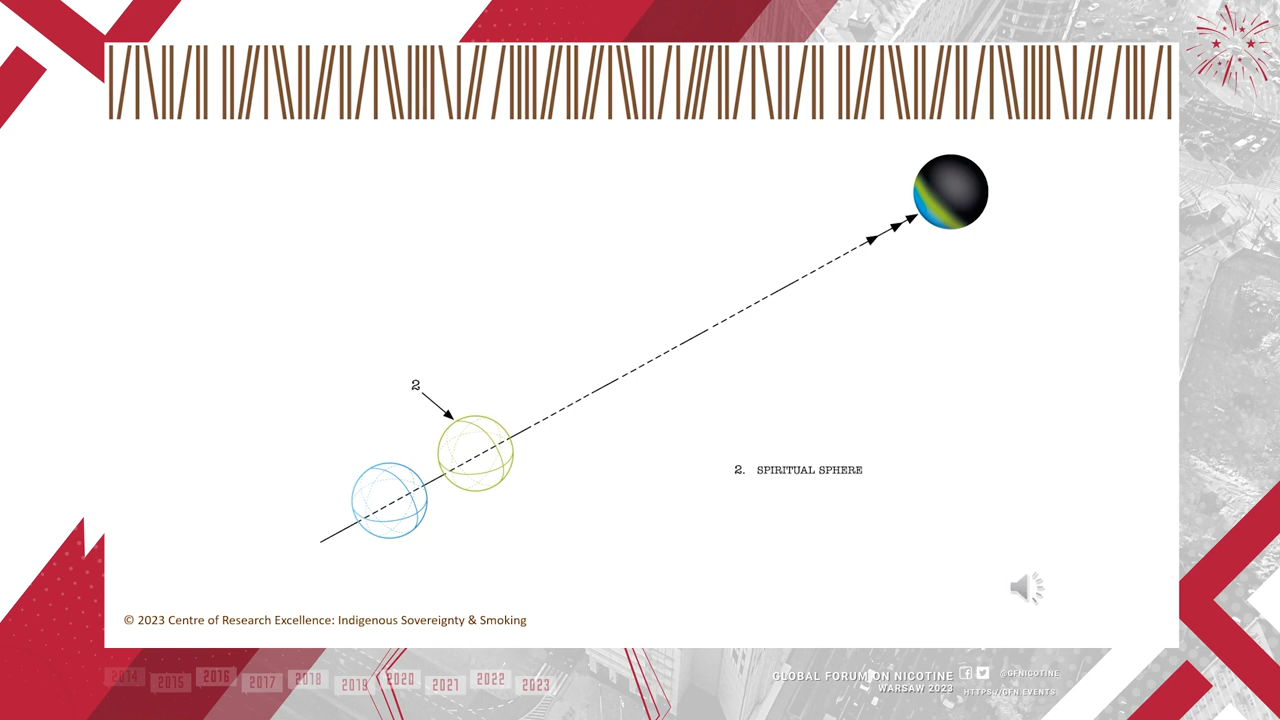 2
2. SPIRITUAL SPHERE
© 2023 Centre of Research Excellence: Indigenous Sovereignty & Smoking
2014 2015 2016 2017 2018 2019 2020 2021 2022 2023
GLOBAL FORUM ON NICOTINE
WARSAW 2023
@GFNICOTINE
HTTPS://GFN.EVENTS